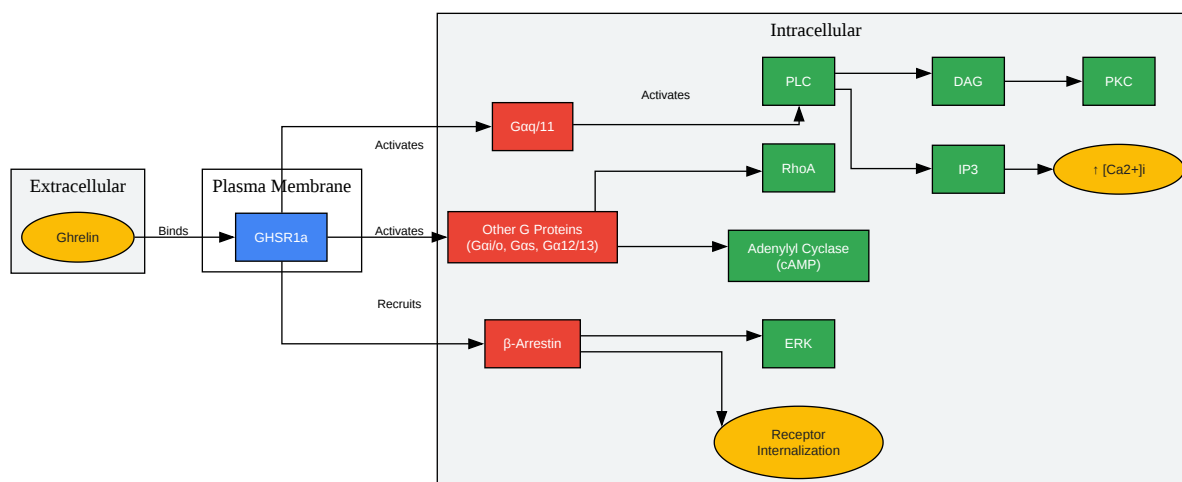 Intracellular
PLC
DAG
PKC
Activates
Gαq/11
Activates
RhoA
IP3
↑ [Ca2+]i
Extracellular
Plasma Membrane
Ghrelin
Binds
GHSR1a
Activates
Other G Proteins
(Gαi/o, Gαs, Gα12/13)
Adenylyl Cyclase
(cAMP)
Recruits
β-Arrestin
ERK
Receptor
Internalization